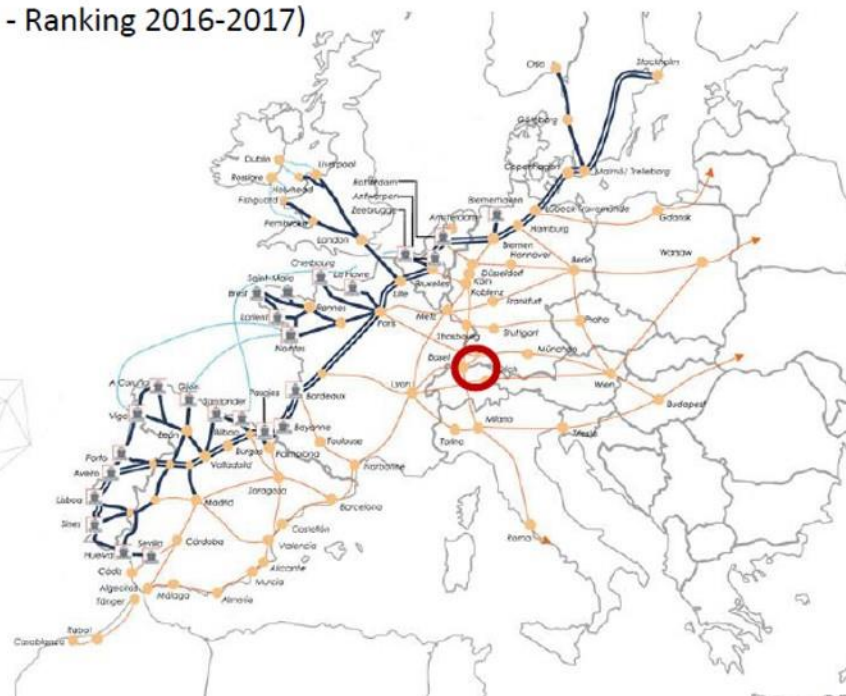 - Ranking 2016-2017)
Oslo
Stockholm
Göteborg
Copenhagen
Malmö/ Trelleborg
Dublin
Liverpool
Rosslare
Holyhead
Fishguard
Pembroke
London
Rotterdam
Antwerpen
Zeebrugge
Amsterdam
Bremerhaken
Lübeck-Travemünde
Hamburg
Gdansk
Bremen
Hannover
Berlin
Warsaw
Cherbourg
Le Havre
Saint-Malo
Brest
Rennes
Lorient
Nantes
Paris
Lille
Bruxelles
Düsseldorf
Köln
Koblenz
Frankfurt
Metz
Stuttgart
Praha
Basel
München
Wien
Budapest
Lyon
Milano
Torino
Trieste
Roma
Bordeaux
Bayonne
Toulouse
Narbonne
A Coruña
Gijón
Santander
Pasajes
Vigo
León
Bilbao
Burgos
Pamplona
Porto
Aveiro
Valladolid
Zaragoza
Barcelona
Lisboa
Madrid
Castellón
Sines
Valencia
Huelva
Sevilla
Córdoba
Alicante
Murcia
Cádiz
Algeciras
Málaga
Almería
Tánger
Rabat
Casablanca